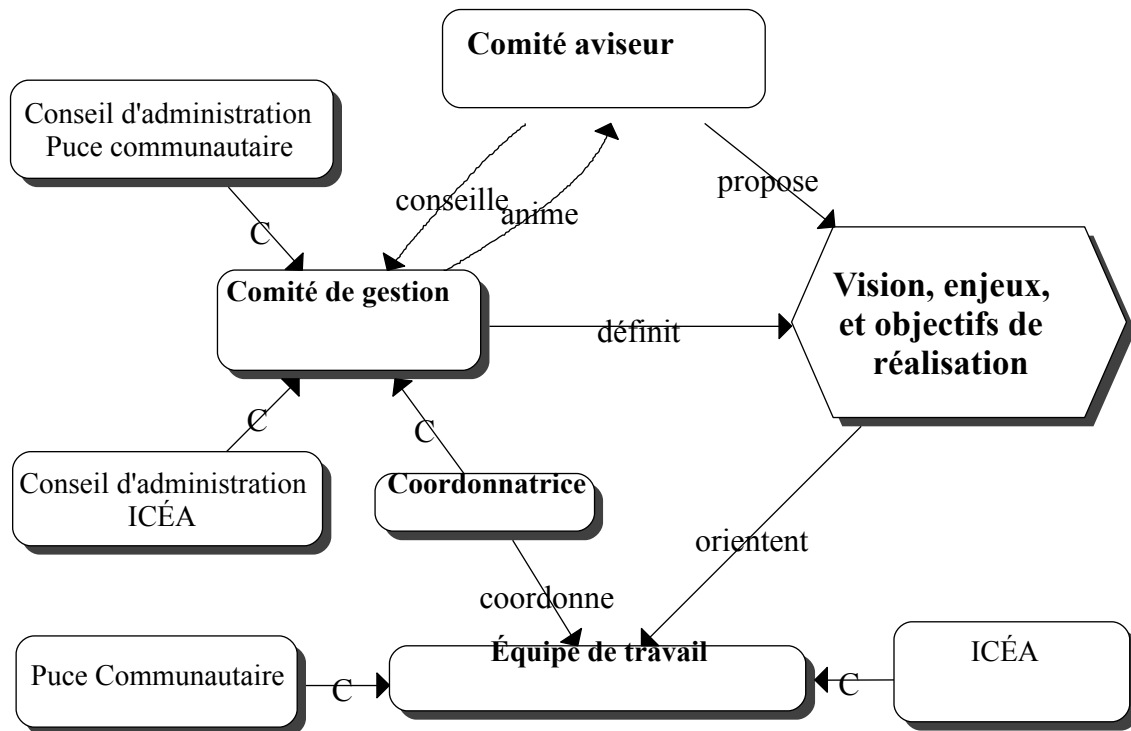 Comité aviseur
Conseil d'administration
Puce communautaire
propose
conseille
anime
C
Comité de gestion
Vision, enjeux,
et objectifs de
réalisation
définit
C
C
Conseil d'administration
ICÉA
Coordonnatrice
orientent
coordonne
Équipe de travail
ICÉA
Puce Communautaire
C
C